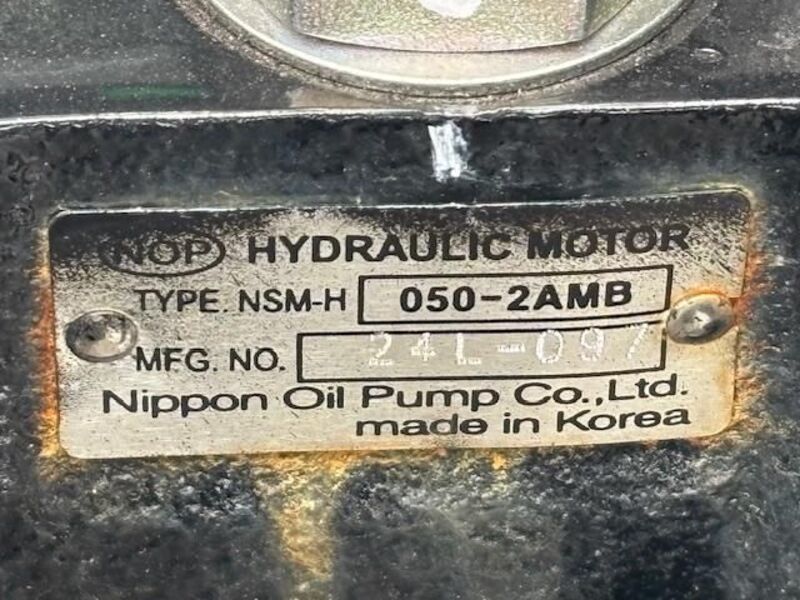 NOP HYDRAULIC MOTOR
TYPE. NSM-H 050-2AMB
MFG. NO. 24L-097
Nippon Oil Pump Co.,Ltd.
made in Korea